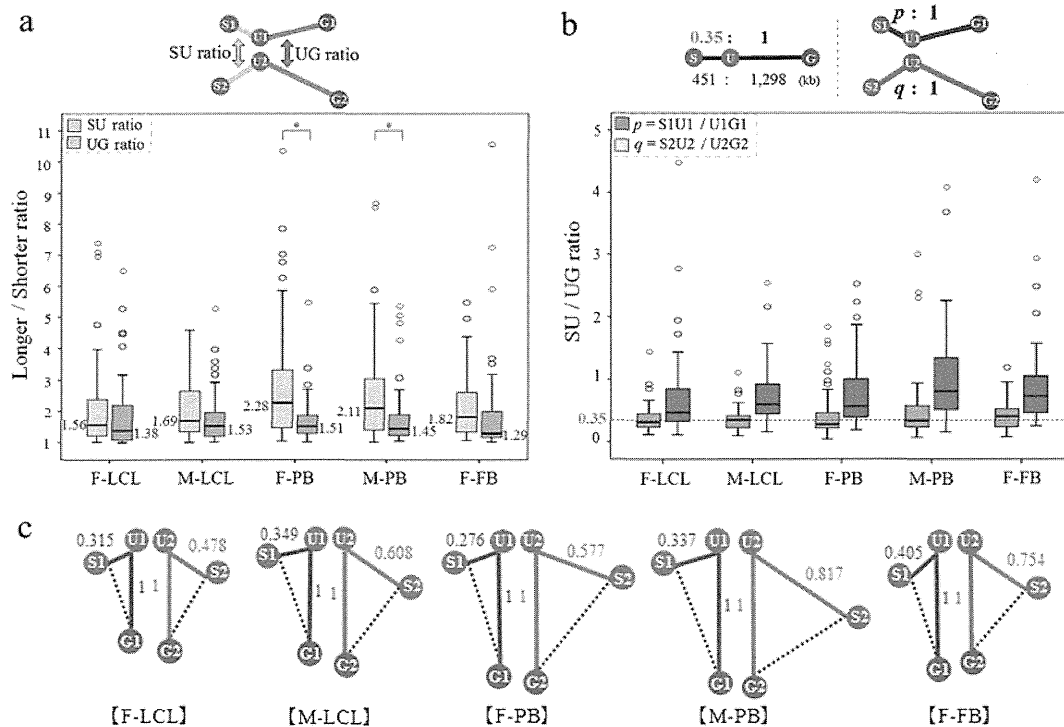 a
S1
G1
U1
SU ratio
UG ratio
U2
S2
G2
SU ratio
UG ratio
Longer / Shorter ratio
11
10
9
8
7
6
5
4
3
2
1
*
*
1.56
1.38
1.69
1.53
2.28
1.51
2.11
1.45
1.82
1.29
F-LCL
M-LCL
F-PB
M-PB
F-FB
b
0.35 : 1
S
U
G
451 : 1,298 (kb)
p : 1
S1
U1
G1
U2
S2
q : 1
G2
p = S1U1 / U1G1
q = S2U2 / U2G2
SU / UG ratio
5
4
3
2
1
0.35
0
F-LCL
M-LCL
F-PB
M-PB
F-FB
c
0.315
U1
U2
0.478
S1
S2
1
1
G1
G2
【F-LCL】
0.349
U1
U2
0.608
S1
S2
1
1
G1
G2
【M-LCL】
0.276
U1
U2
0.577
S1
S2
1
1
G1
G2
【F-PB】
0.337
U1
U2
0.817
S1
S2
1
1
G1
G2
【M-PB】
0.405
U1
U2
0.754
S1
S2
1
1
G1
G2
【F-FB】